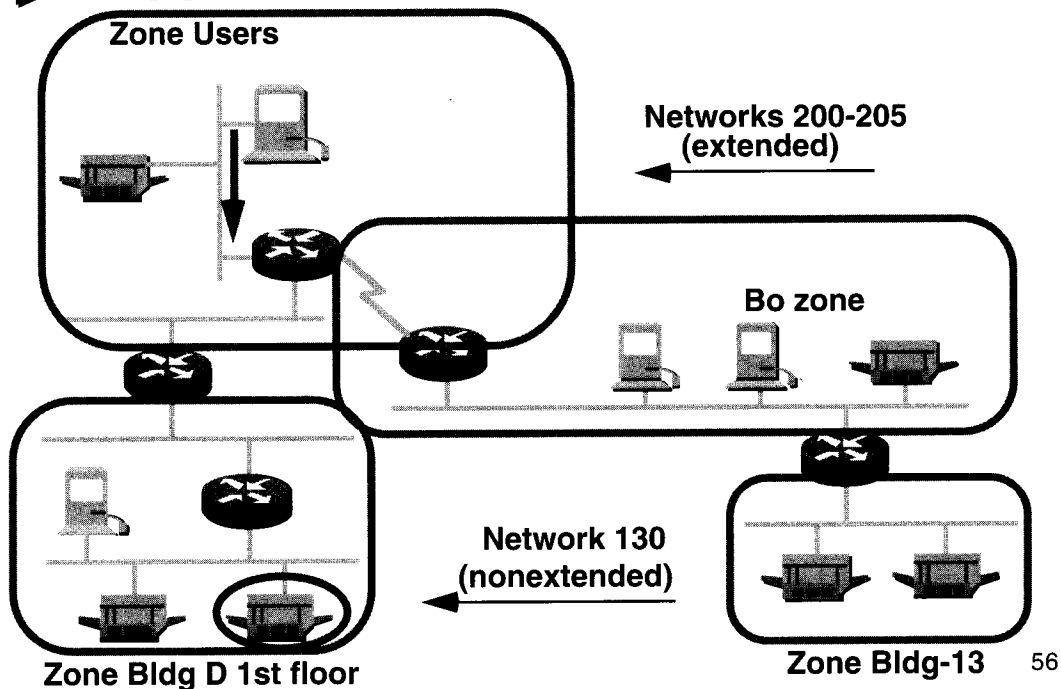 Zone Users
Networks 200-205
(extended)
Bo zone
Network 130
(nonextended)
Zone Bldg D 1st floor
Zone Bldg-13
56